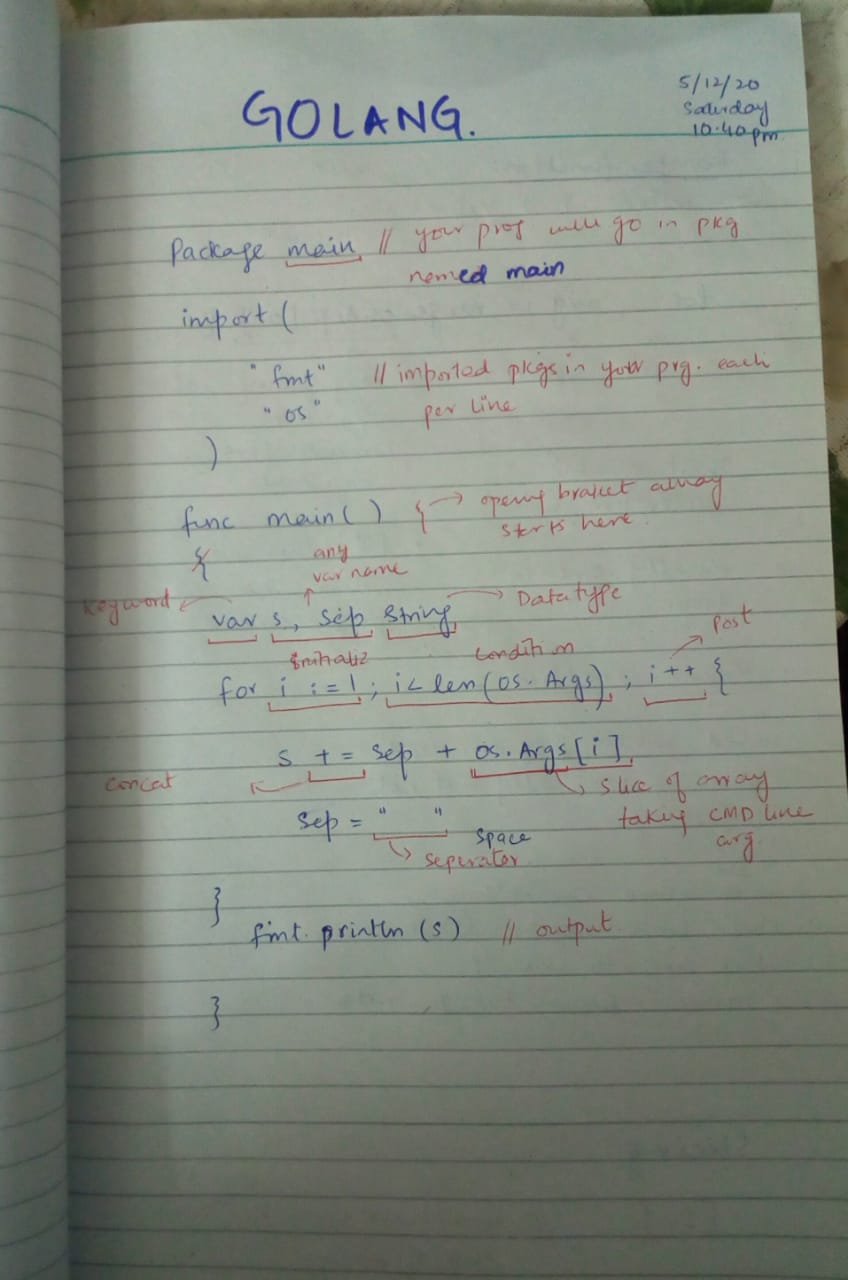 5/12/20
Saturday
10.40pm
GOLANG.
Package main // your prog will go in pkg
named main
import (
"fmt" // imported pkgs in your prg. each
"os" per line
)
func main( ) { → opening bracket always
starts here
{ any
var name
keyword Data type
var s, sep string Post
Initializ condition
for i := 1 ; i< len(os. Args) ; i++ {
s += sep + os. Args [i]
concat slice of array
sep = " " taking CMD line
space arg
seperator
}
fmt. println (s) // output
}